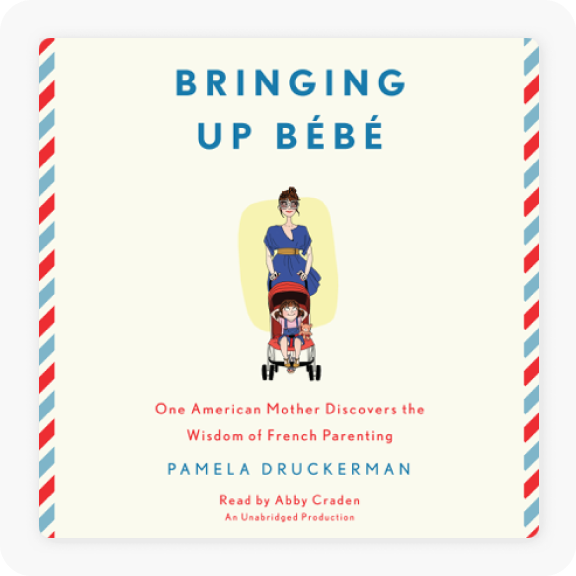 BRINGING
UP BÉBÉ
One American Mother Discovers the
Wisdom of French Parenting
PAMELA DRUCKERMAN
Read by Abby Craden
An Unabridged Production